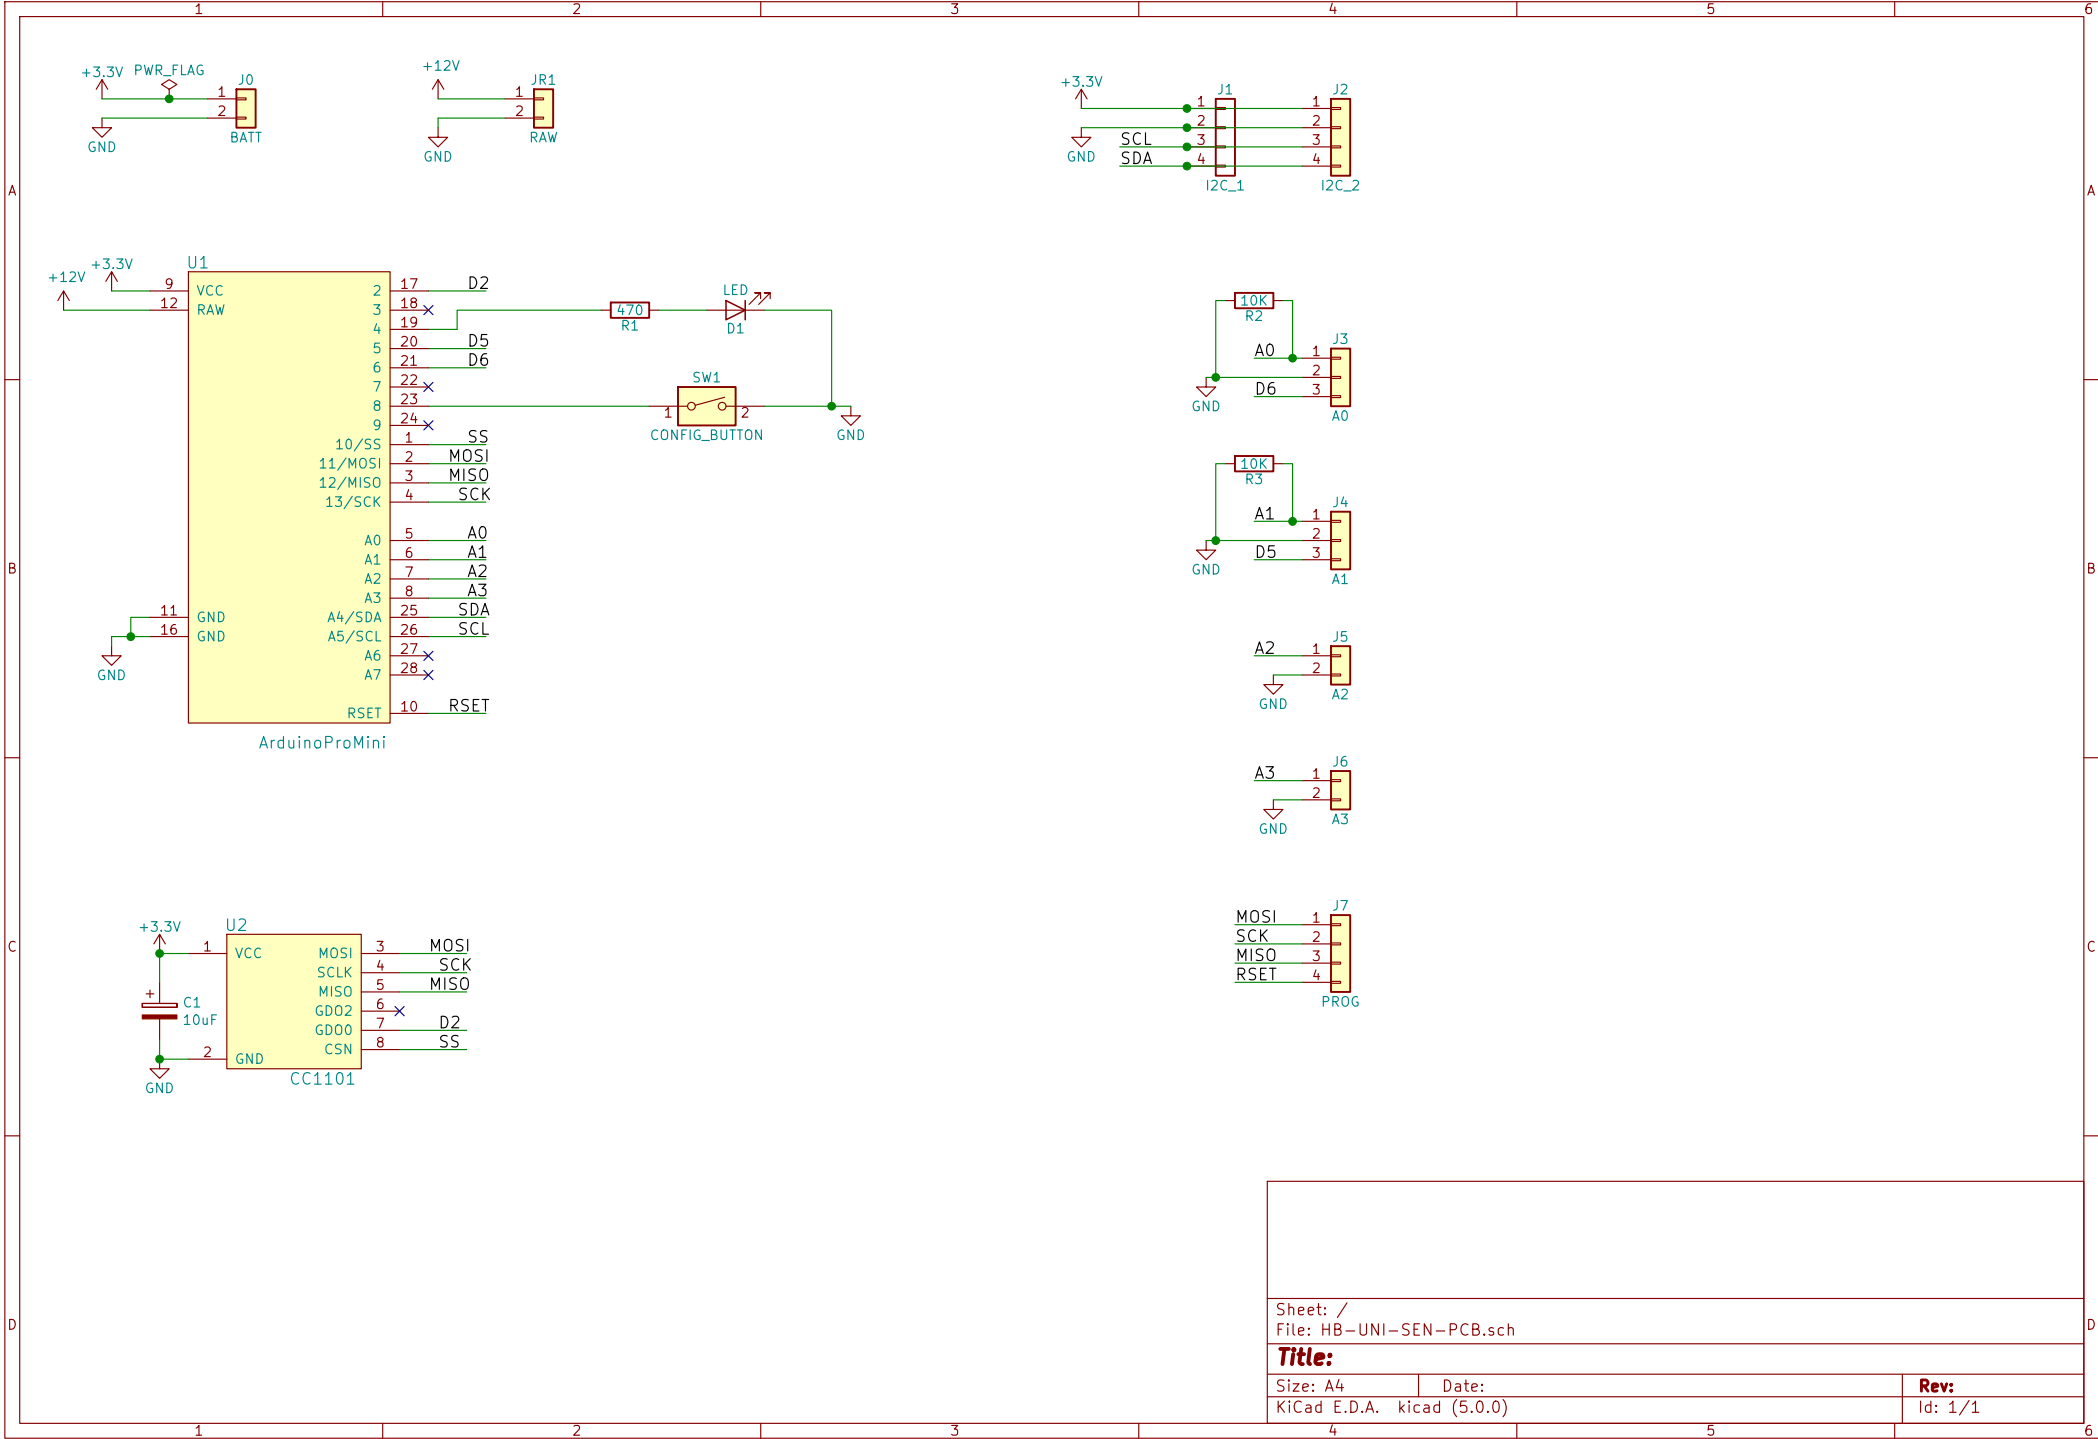 1 2 3 4 5 6
A
B
C
D
+3.3V PWR_FLAG
J0
1
2
BATT
GND
+12V
JR1
1
2
RAW
GND
+3.3V
J1
1
2
3
4
I2C_1
GND
SCL
SDA
J2
1
2
3
4
I2C_2
+12V
+3.3V
U1
9 VCC
12 RAW
11 GND
16 GND
GND
2 17 D2
3 18
4 19
5 20 D5
6 21 D6
7 22
8 23
9 24
10/SS 1 SS
11/MOSI 2 MOSI
12/MISO 3 MISO
13/SCK 4 SCK
A0 5 A0
A1 6 A1
A2 7 A2
A3 8 A3
A4/SDA 25 SDA
A5/SCL 26 SCL
A6 27
A7 28
RSET 10 RSET
ArduinoProMini
470
R1
LED
D1
SW1
1 2
CONFIG_BUTTON
GND
10K
R2
J3
A0 1
2
D6 3
GND
A0
10K
R3
J4
A1 1
2
D5 3
GND
A1
J5
A2 1
2
GND
A2
J6
A3 1
2
GND
A3
J7
MOSI 1
SCK 2
MISO 3
RSET 4
PROG
+3.3V
U2
1 VCC
2 GND
+
C1
10uF
GND
MOSI 3 MOSI
SCLK 4 SCK
MISO 5 MISO
GDO2 6
GDO0 7 D2
CSN 8 SS
CC1101
Sheet: /
File: HB-UNI-SEN-PCB.sch
Title:
Size: A4 Date: Rev:
KiCad E.D.A. kicad (5.0.0) Id: 1/1
A
B
C
D
1 2 3 4 5 6